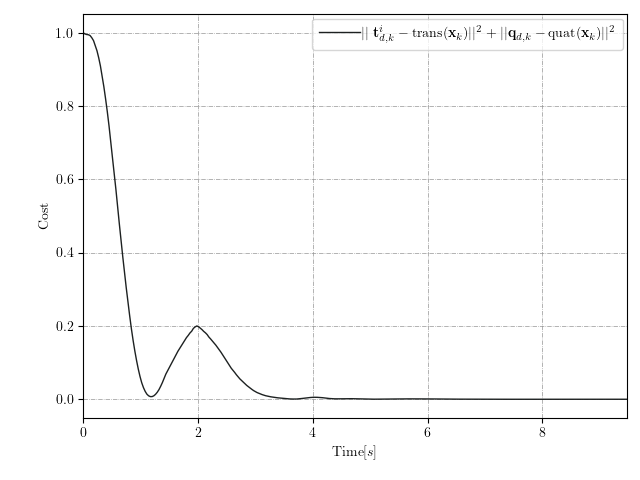 || t^i_{d,k} − trans(x_k)||^2 + ||q_{d,k} − quat(x_k)||^2
1.0
0.8
0.6
0.4
0.2
0.0
Cost
0 2 4 6 8
Time[s]